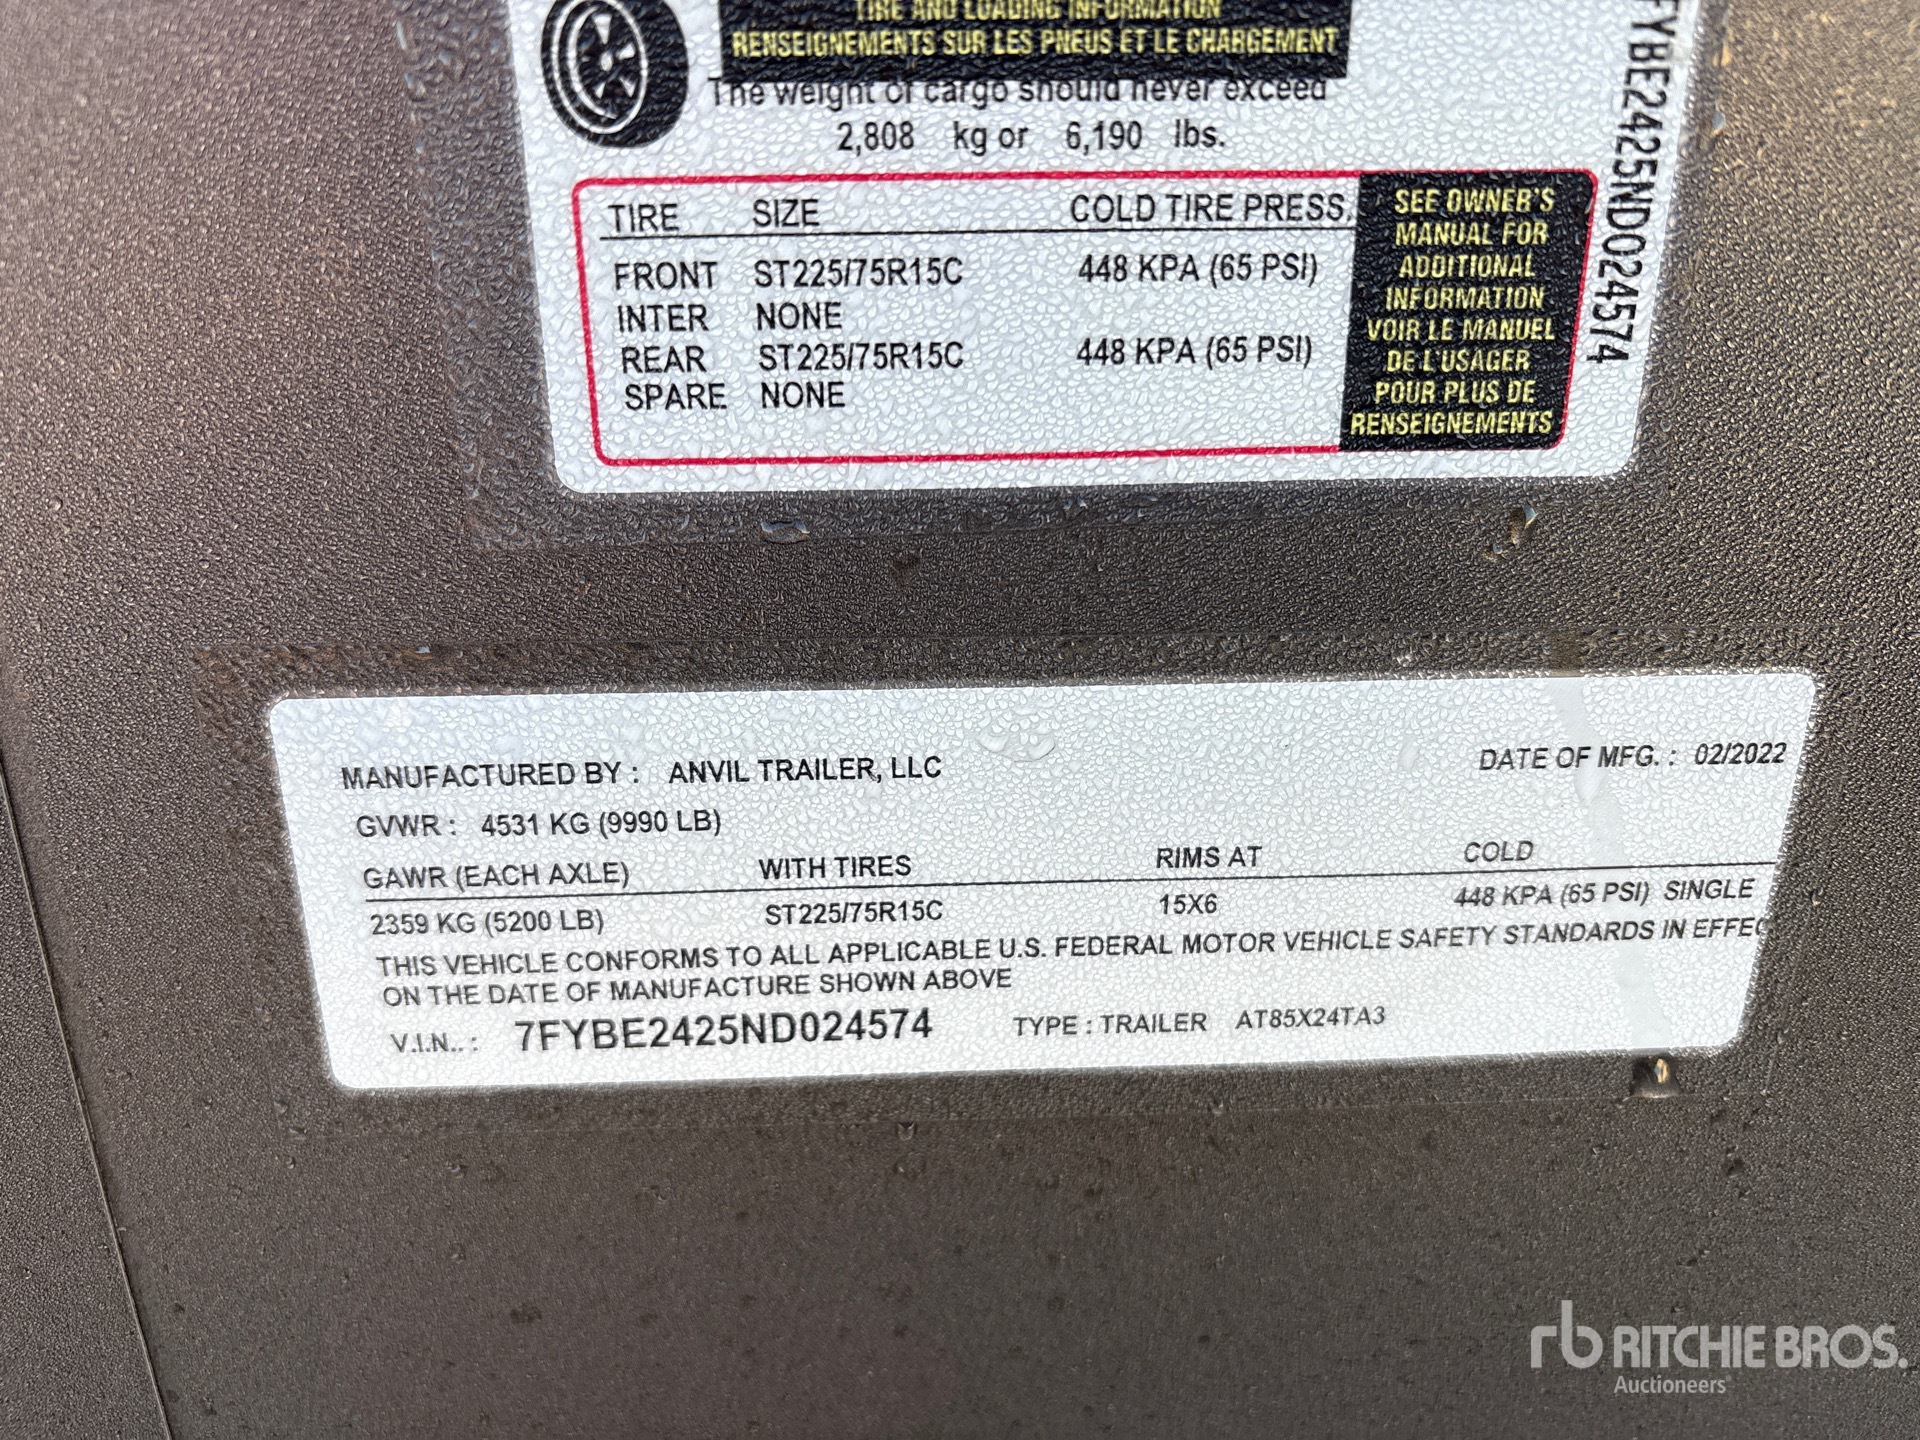 TIRE AND LOADING INFORMATION
RENSEIGNEMENTS SUR LES PNEUS ET LE CHARGEMENT
The weight of cargo should never exceed
2,808 kg or 6,190 lbs.
TIRE SIZE COLD TIRE PRESS.
FRONT ST225/75R15C 448 KPA (65 PSI)
INTER NONE
REAR ST225/75R15C 448 KPA (65 PSI)
SPARE NONE
SEE OWNER'S
MANUAL FOR
ADDITIONAL
INFORMATION
VOIR LE MANUEL
DE L'USAGER
POUR PLUS DE
RENSEIGNEMENTS
FYBE2425ND024574
MANUFACTURED BY : ANVIL TRAILER, LLC DATE OF MFG. : 02/2022
GVWR : 4531 KG (9990 LB)
GAWR (EACH AXLE) WITH TIRES RIMS AT COLD
2359 KG (5200 LB) ST225/75R15C 15X6 448 KPA (65 PSI) SINGLE
THIS VEHICLE CONFORMS TO ALL APPLICABLE U.S. FEDERAL MOTOR VEHICLE SAFETY STANDARDS IN EFFEC
ON THE DATE OF MANUFACTURE SHOWN ABOVE
V.I.N.. : 7FYBE2425ND024574 TYPE : TRAILER AT85X24TA3
rb RITCHIE BROS.
Auctioneers